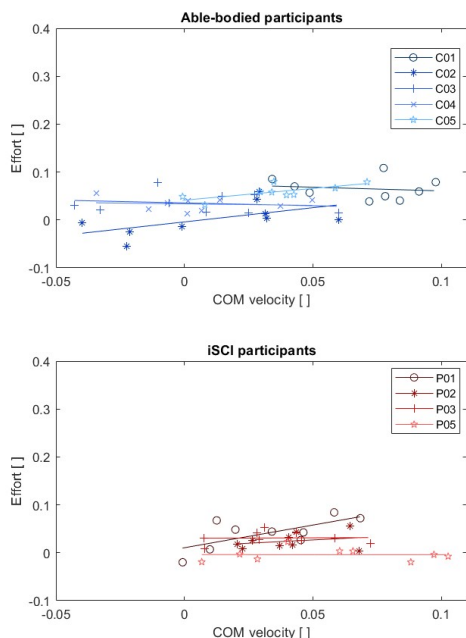 Able-bodied participants
0.4
0.3
0.2
0.1
0
-0.1
Effort [ ]
C01
C02
C03
C04
C05
-0.05
0
0.05
0.1
COM velocity [ ]
iSCI participants
0.4
0.3
0.2
0.1
0
-0.1
Effort [ ]
P01
P02
P03
P05
-0.05
0
0.05
0.1
COM velocity [ ]